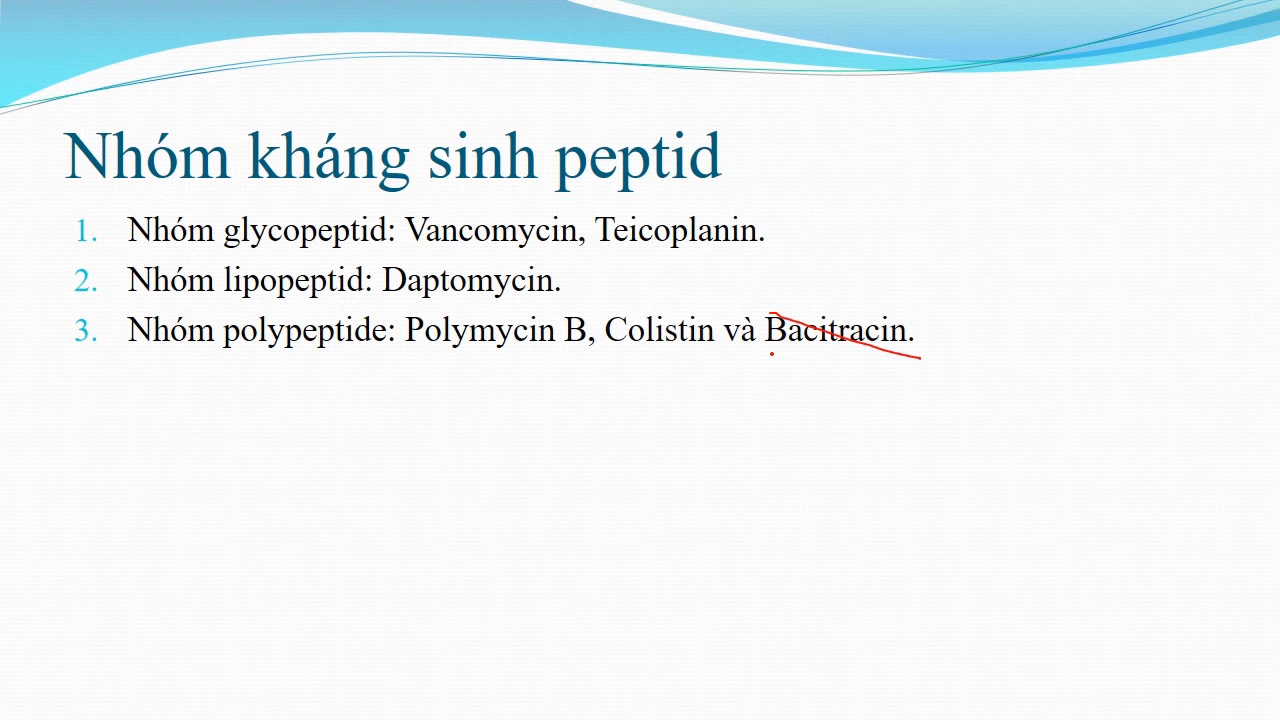 Nhóm kháng sinh peptid
1. Nhóm glycopeptid: Vancomycin, Teicoplanin.
2. Nhóm lipopeptid: Daptomycin.
3. Nhóm polypeptide: Polymycin B, Colistin và Bacitracin.